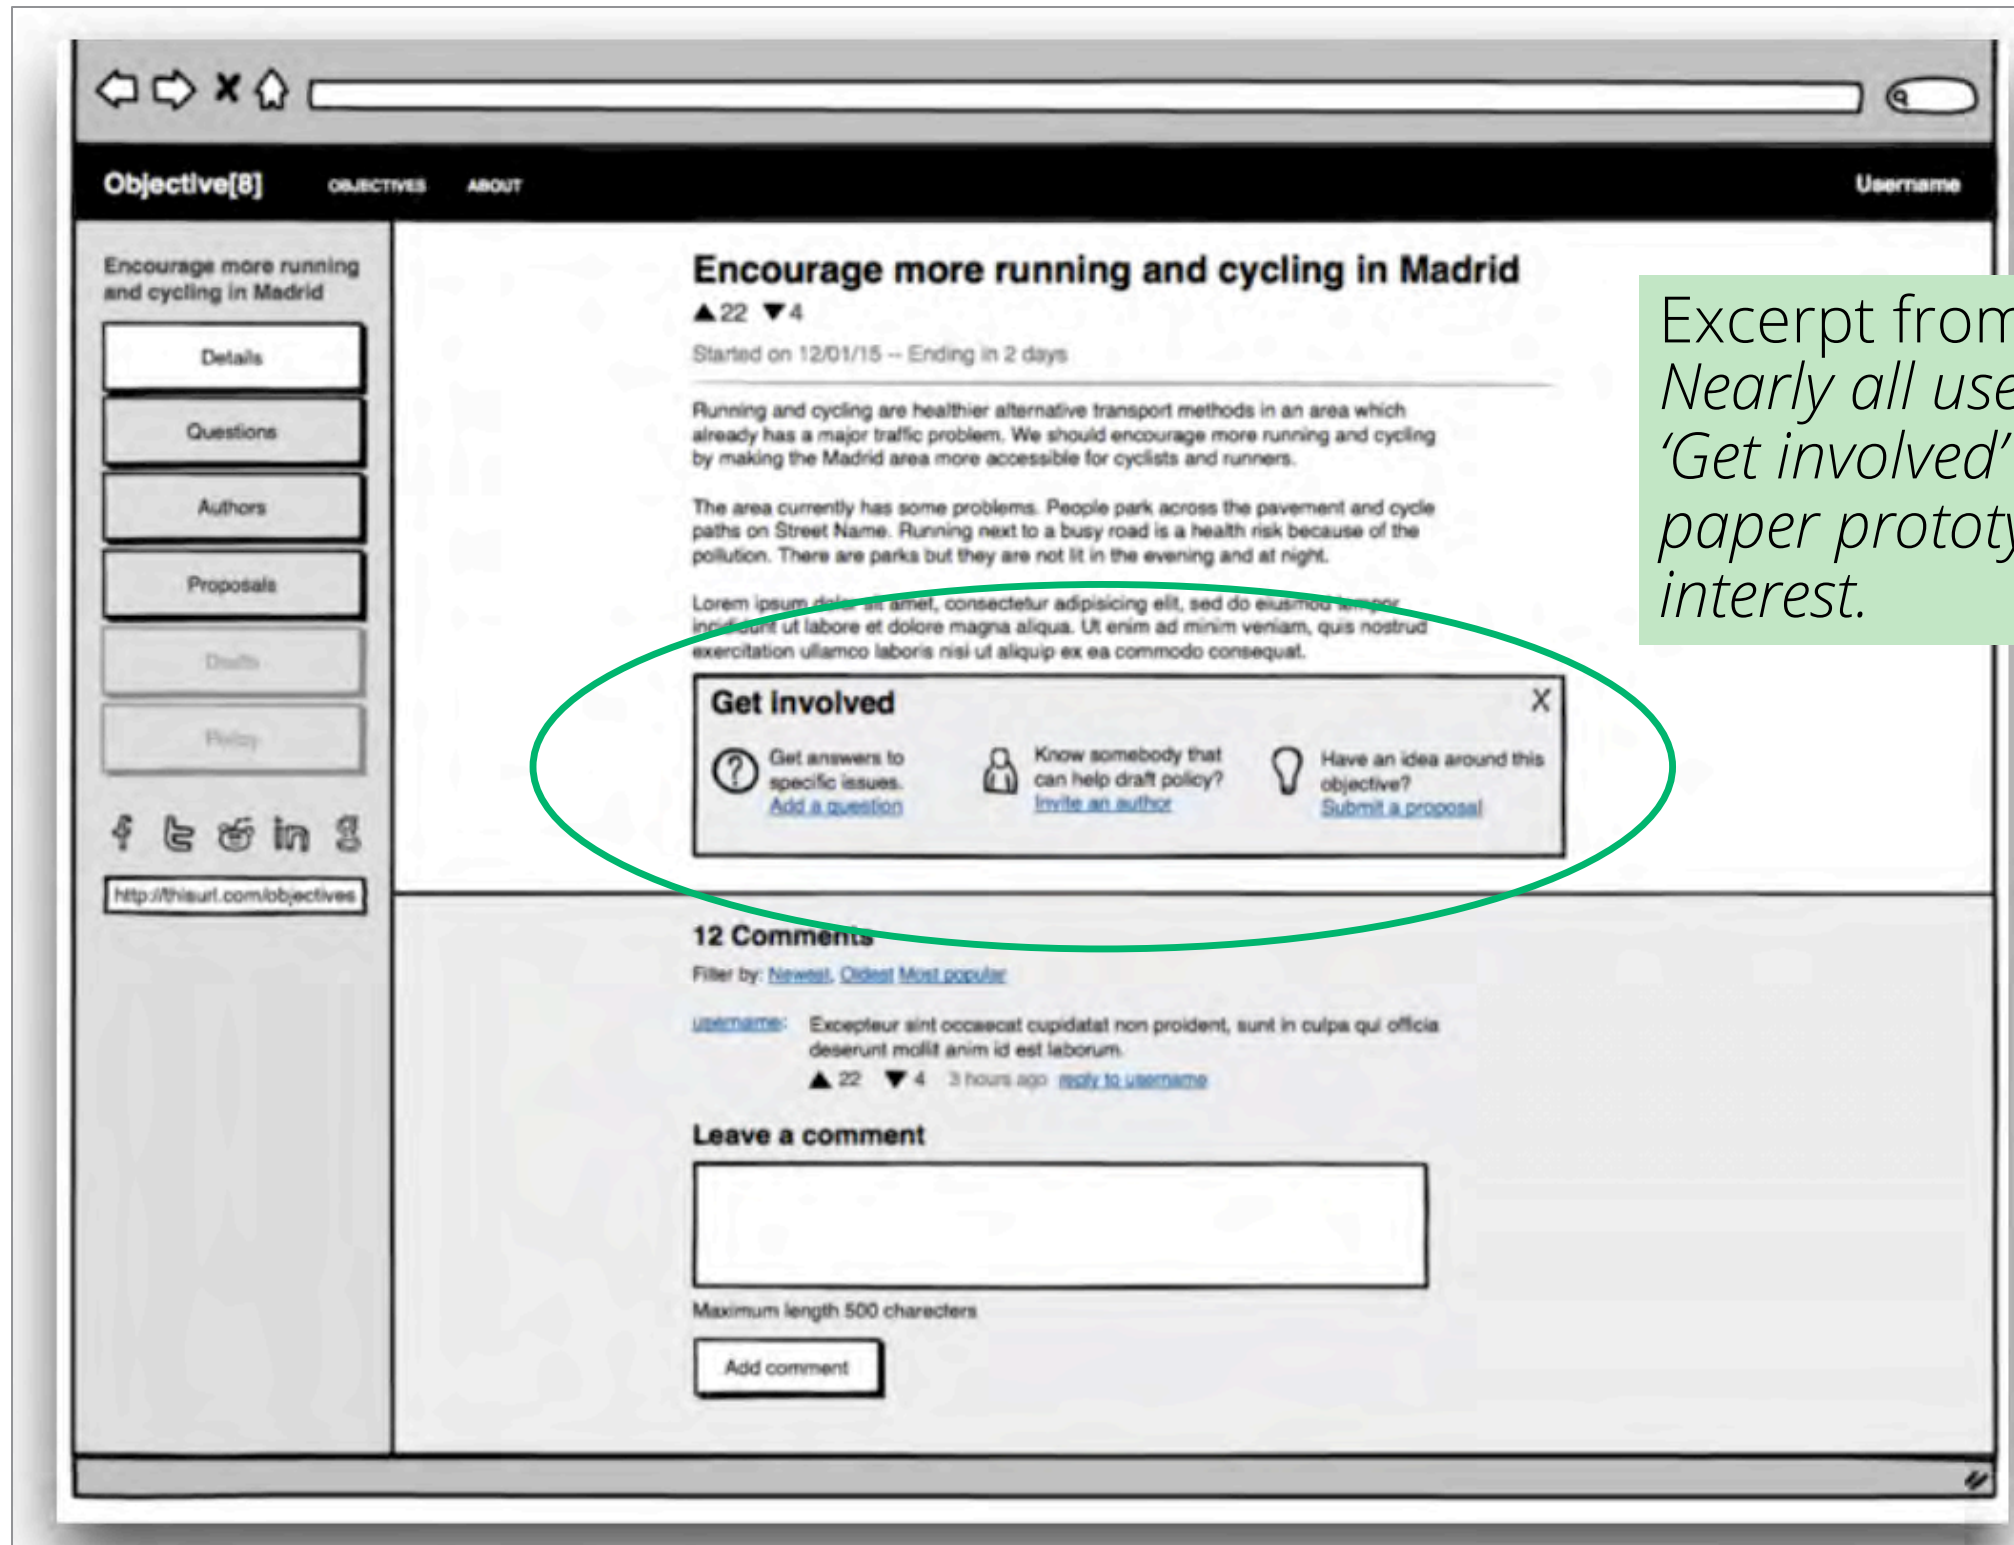 Objective[8] OBJECTIVES ABOUT Username
Encourage more running
and cycling in Madrid
Details
Questions
Authors
Proposals
Drafts
Policy
http://thisurl.com/objectives
Encourage more running and cycling in Madrid
▲22 ▼4
Started on 12/01/15 -- Ending in 2 days
Running and cycling are healthier alternative transport methods in an area which
already has a major traffic problem. We should encourage more running and cycling
by making the Madrid area more accessible for cyclists and runners.
The area currently has some problems. People park across the pavement and cycle
paths on Street Name. Running next to a busy road is a health risk because of the
pollution. There are parks but they are not lit in the evening and at night.
Lorem ipsum dolor sit amet, consectetur adipisicing elit, sed do eiusmod tempor
incididunt ut labore et dolore magna aliqua. Ut enim ad minim veniam, quis nostrud
exercitation ullamco laboris nisi ut aliquip ex ea commodo consequat.
Get involved X
Get answers to
specific issues.
Add a question
Know somebody that
can help draft policy?
Invite an author
Have an idea around this
objective?
Submit a proposal
12 Comments
Filter by: Newest, Oldest Most popular
username: Excepteur sint occaecat cupidatat non proident, sunt in culpa qui officia
deserunt mollit anim id est laborum.
▲ 22 ▼ 4 3 hours ago reply to username
Leave a comment
Maximum length 500 charecters
Add comment
Excerpt from
Nearly all use
‘Get involved’
paper prototy
interest.